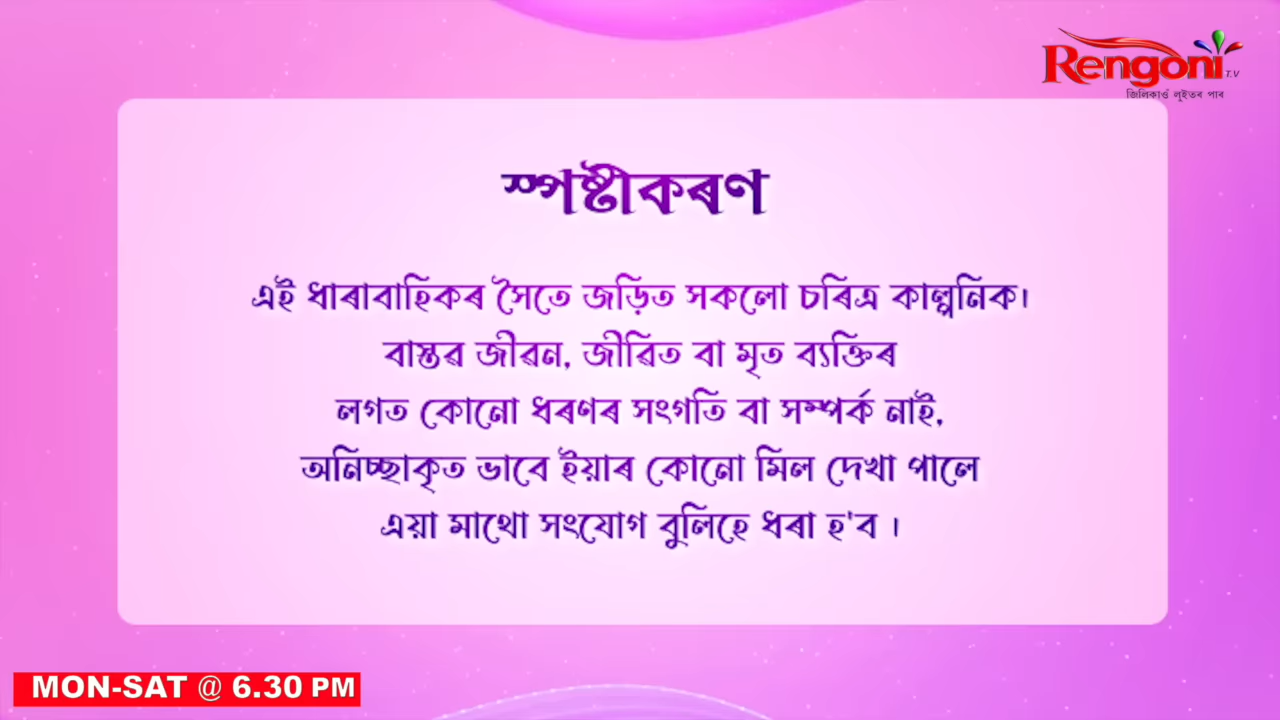 Rengoni T.V
জিলিকাওঁ লুইতৰ পাৰ
স্পষ্টীকৰণ
এই ধাৰাবাহিকৰ সৈতে জড়িত সকলো চৰিত্ৰ কাল্পনিক।
বাস্তৱ জীৱন, জীৱিত বা মৃত ব্যক্তিৰ
লগত কোনো ধৰণৰ সংগতি বা সম্পৰ্ক নাই,
অনিচ্ছাকৃত ভাবে ইয়াৰ কোনো মিল দেখা পালে
এয়া মাথো সংযোগ বুলিহে ধৰা হ'ব ।
MON-SAT @ 6.30 PM